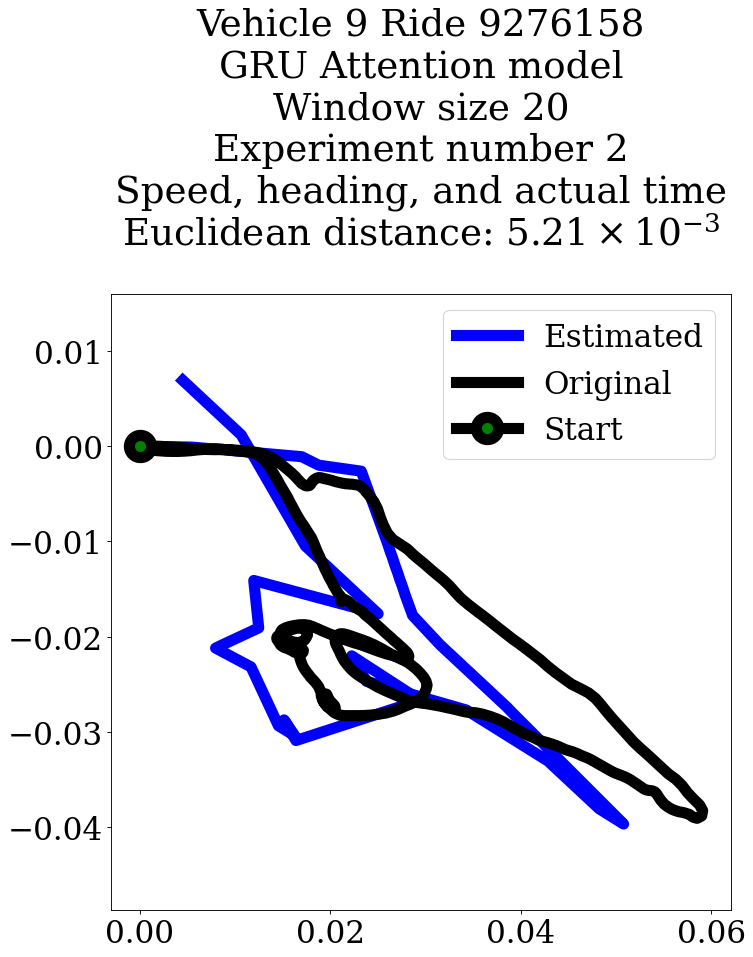 Vehicle 9 Ride 9276158
GRU Attention model
Window size 20
Experiment number 2
Speed, heading, and actual time
Euclidean distance: 5.21 × 10⁻³
Estimated
Original
Start
0.01
0.00
−0.01
−0.02
−0.03
−0.04
0.00 0.02 0.04 0.06